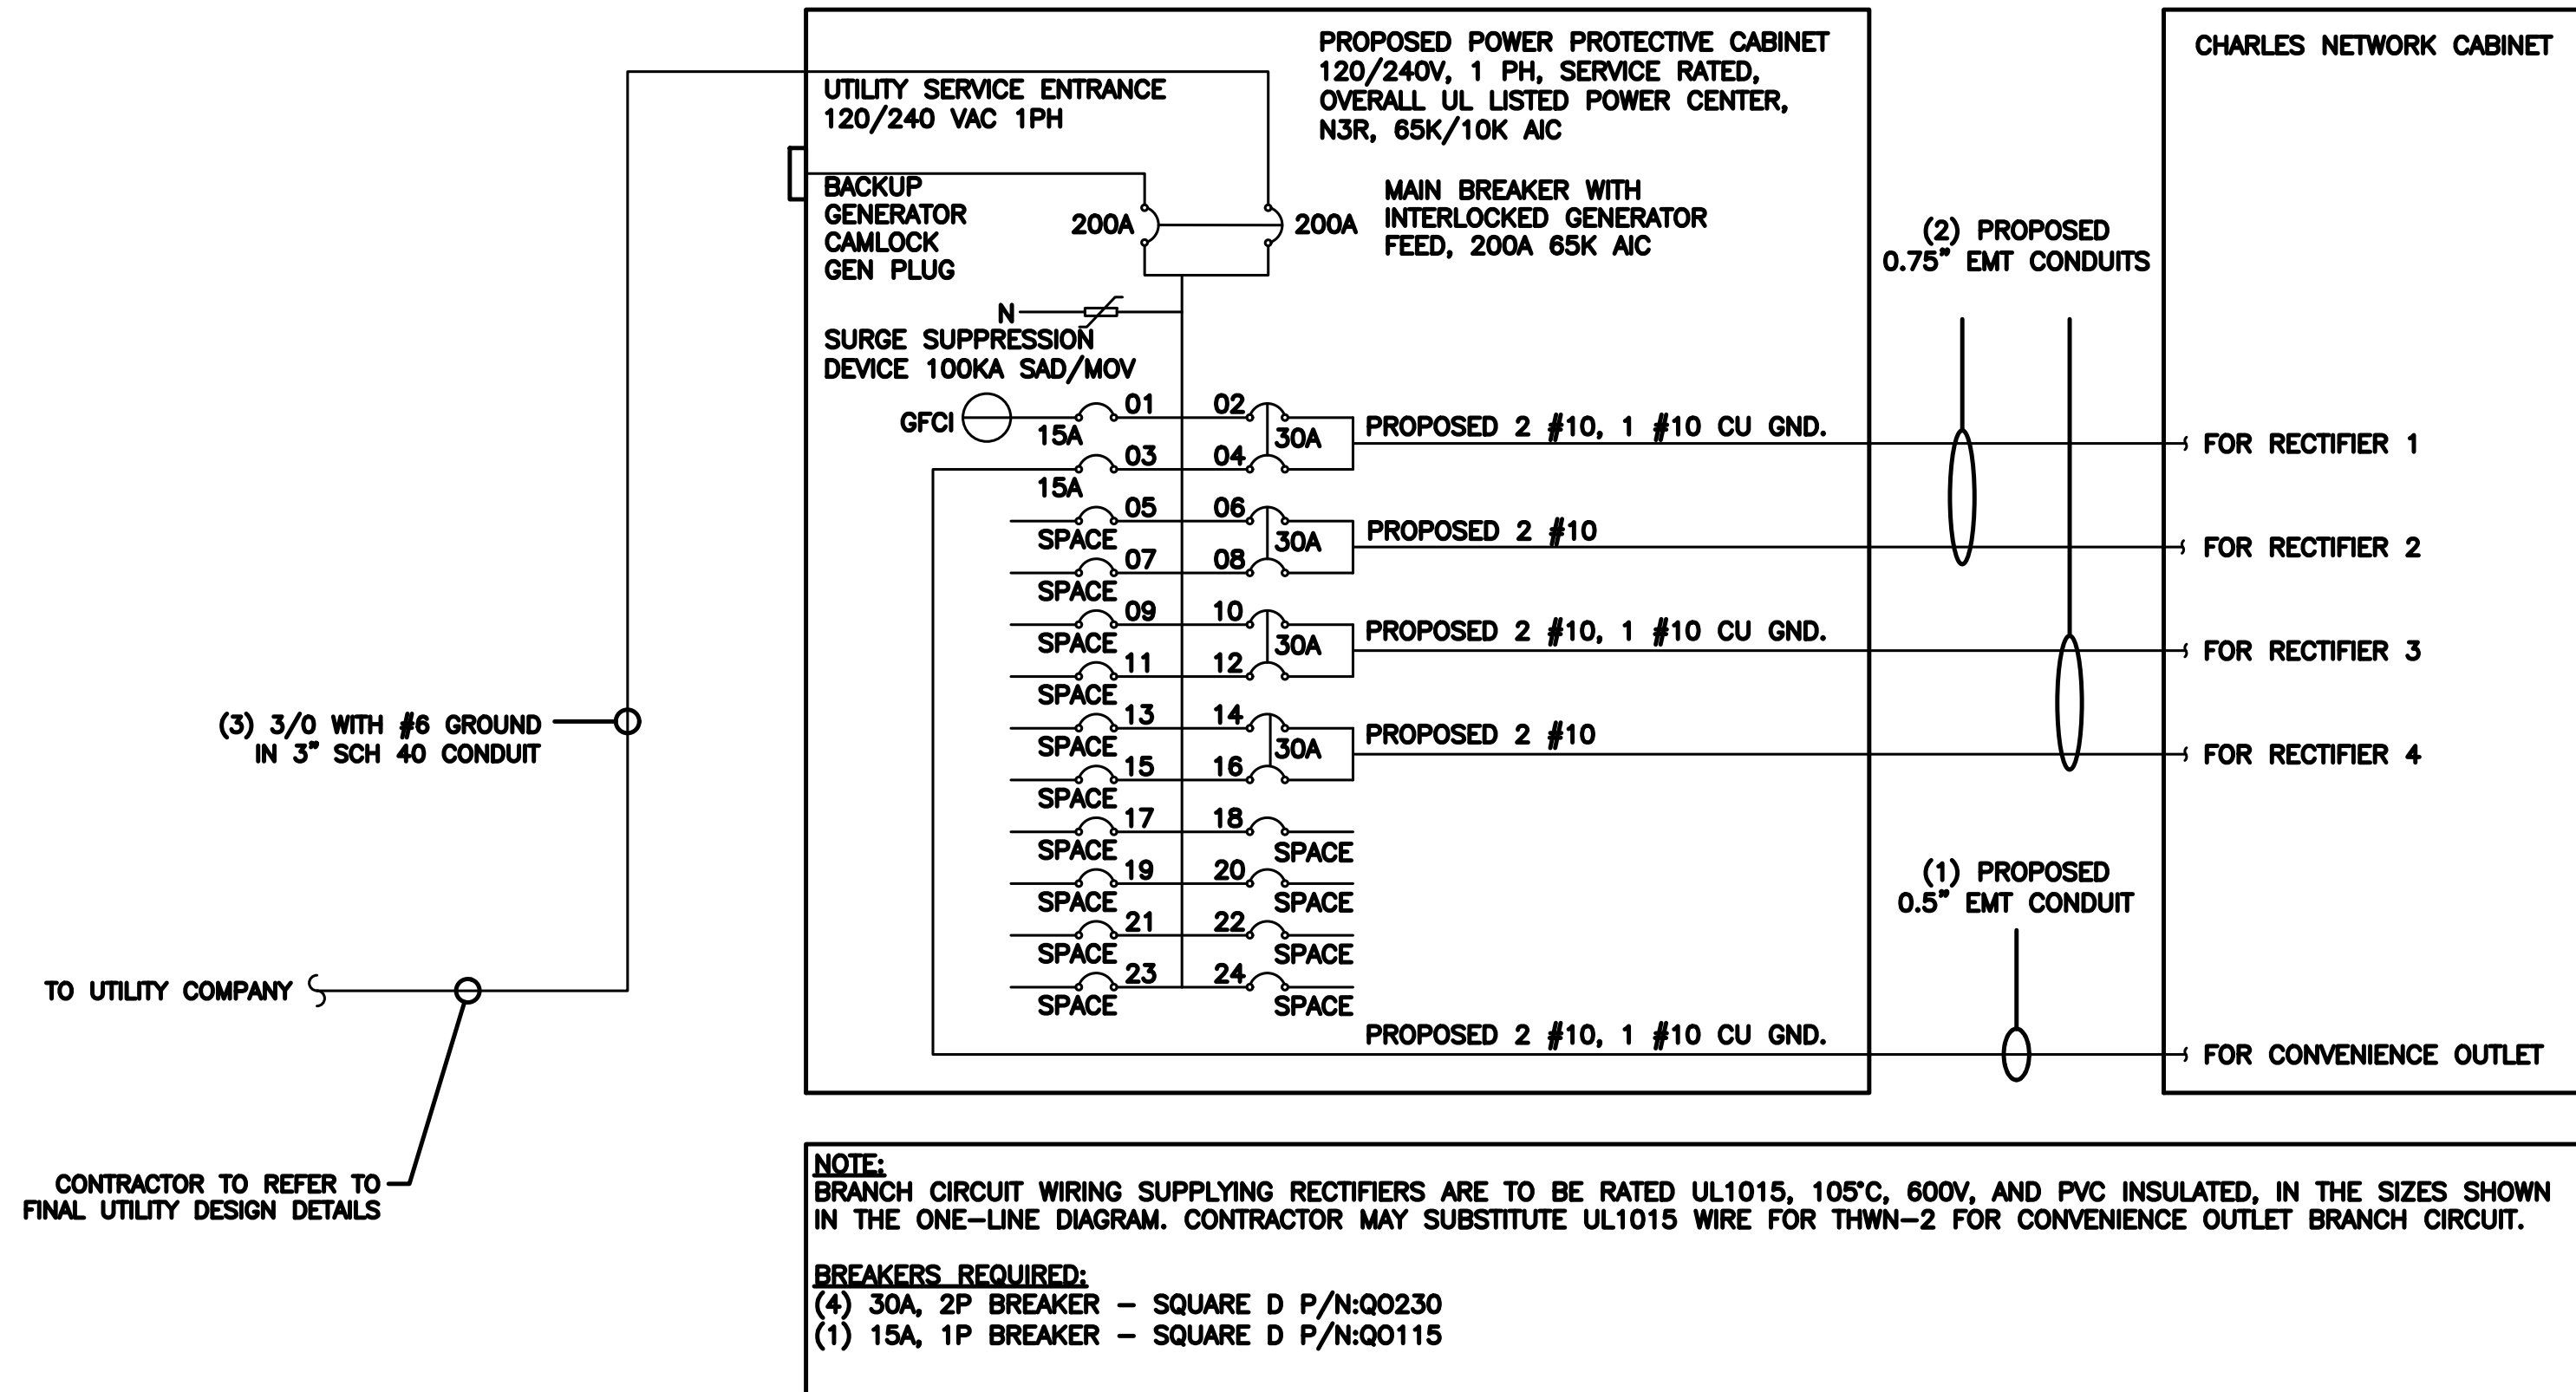 PROPOSED POWER PROTECTIVE CABINET
120/240V, 1 PH, SERVICE RATED,
OVERALL UL LISTED POWER CENTER,
N3R, 65K/10K AIC
CHARLES NETWORK CABINET
UTILITY SERVICE ENTRANCE
120/240 VAC 1PH
BACKUP
GENERATOR
CAMLOCK
GEN PLUG
200A
200A
MAIN BREAKER WITH
INTERLOCKED GENERATOR
FEED, 200A 65K AIC
(2) PROPOSED
0.75" EMT CONDUITS
N
SURGE SUPPRESSION
DEVICE 100KA SAD/MOV
GFCI
01
02
15A
30A
PROPOSED 2 #10, 1 #10 CU GND.
FOR RECTIFIER 1
03
04
15A
05
06
SPACE
30A
PROPOSED 2 #10
FOR RECTIFIER 2
07
08
SPACE
09
10
SPACE
30A
PROPOSED 2 #10, 1 #10 CU GND.
FOR RECTIFIER 3
11
12
SPACE
13
14
SPACE
30A
PROPOSED 2 #10
FOR RECTIFIER 4
15
16
SPACE
17
18
SPACE
SPACE
19
20
SPACE
SPACE
21
22
SPACE
SPACE
23
24
SPACE
SPACE
(3) 3/0 WITH #6 GROUND
IN 3" SCH 40 CONDUIT
(1) PROPOSED
0.5" EMT CONDUIT
TO UTILITY COMPANY
PROPOSED 2 #10, 1 #10 CU GND.
FOR CONVENIENCE OUTLET
CONTRACTOR TO REFER TO
FINAL UTILITY DESIGN DETAILS
NOTE:
BRANCH CIRCUIT WIRING SUPPLYING RECTIFIERS ARE TO BE RATED UL1015, 105°C, 600V, AND PVC INSULATED, IN THE SIZES SHOWN
IN THE ONE-LINE DIAGRAM. CONTRACTOR MAY SUBSTITUTE UL1015 WIRE FOR THWN-2 FOR CONVENIENCE OUTLET BRANCH CIRCUIT.
BREAKERS REQUIRED:
(4) 30A, 2P BREAKER - SQUARE D P/N:QO230
(1) 15A, 1P BREAKER - SQUARE D P/N:QO115